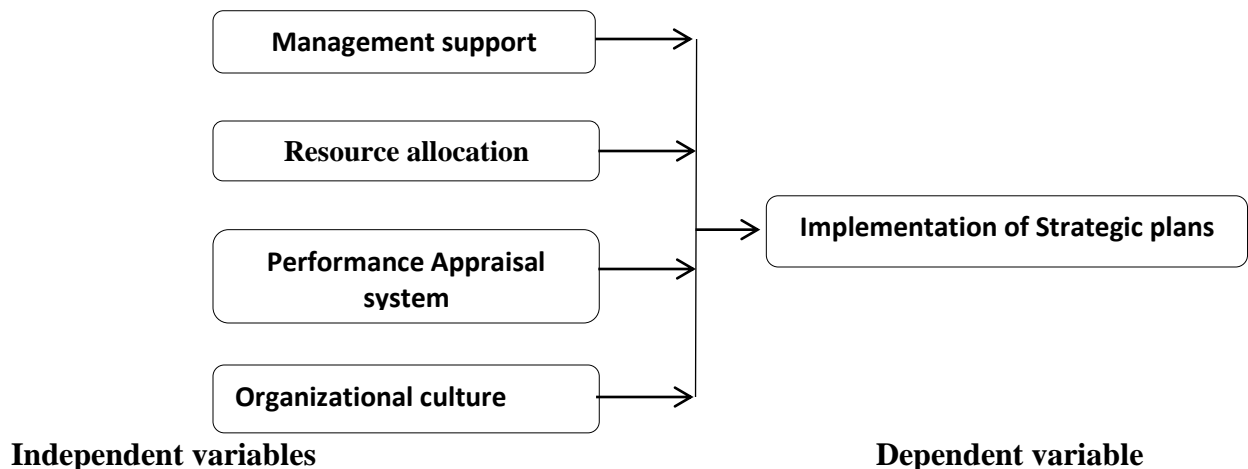 Management support
Resource allocation
Performance Appraisal
system
Implementation of Strategic plans
Organizational culture
Independent variables
Dependent variable